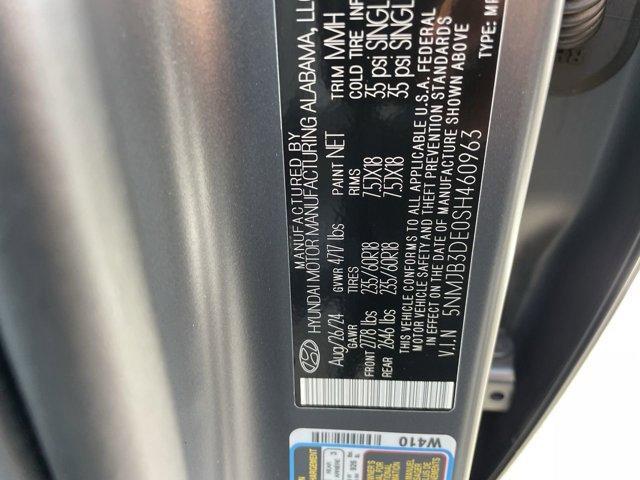 MANUFACTURED BY
HYUNDAI MOTOR MANUFACTURING ALABAMA, LLC
Aug/26/24 GVWR 4717 lbs PAINT NET TRIM MMH
GAWR TIRES RIMS COLD TIRE INF
FRONT 2778 lbs 235/60R18 7.5JX18 35 psi SINGL
REAR 2646 lbs 235/60R18 7.5JX18 35 psi SINGL
THIS VEHICLE CONFORMS TO ALL APPLICABLE U.S.A. FEDERAL
MOTOR VEHICLE SAFETY AND THEFT PREVENTION STANDARDS
IN EFFECT ON THE DATE OF MANUFACTURE SHOWN ABOVE
V.I.N 5NMJB3DE0SH460963 TYPE: MP
W410